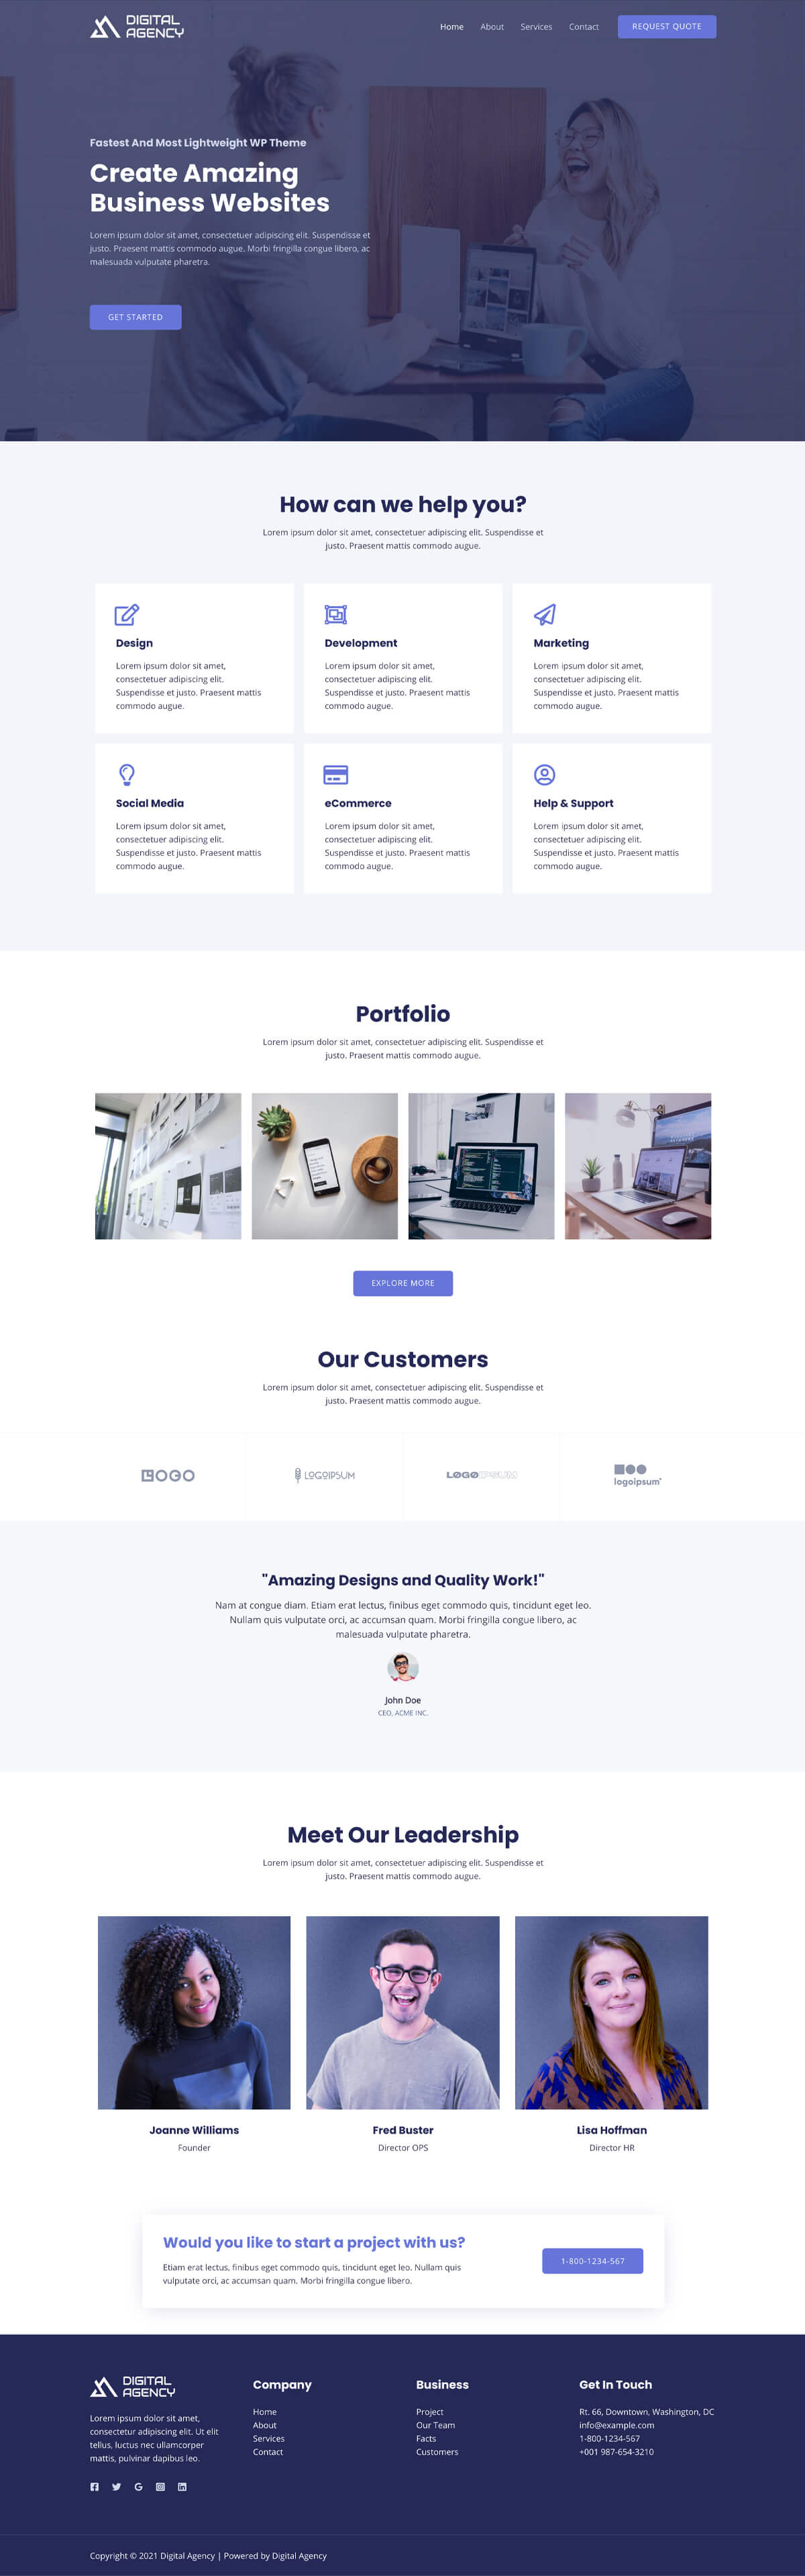 DIGITAL
AGENCY
Home About Services Contact REQUEST QUOTE
Fastest And Most Lightweight WP Theme
Create Amazing
Business Websites
Lorem ipsum dolor sit amet, consectetuer adipiscing elit. Suspendisse et
justo. Praesent mattis commodo augue. Morbi fringilla congue libero, ac
malesuada vulputate pharetra.
GET STARTED
How can we help you?
Lorem ipsum dolor sit amet, consectetuer adipiscing elit. Suspendisse et
justo. Praesent mattis commodo augue.
Design
Lorem ipsum dolor sit amet,
consectetuer adipiscing elit.
Suspendisse et justo. Praesent mattis
commodo augue.
Development
Lorem ipsum dolor sit amet,
consectetuer adipiscing elit.
Suspendisse et justo. Praesent mattis
commodo augue.
Marketing
Lorem ipsum dolor sit amet,
consectetuer adipiscing elit.
Suspendisse et justo. Praesent mattis
commodo augue.
Social Media
Lorem ipsum dolor sit amet,
consectetuer adipiscing elit.
Suspendisse et justo. Praesent mattis
commodo augue.
eCommerce
Lorem ipsum dolor sit amet,
consectetuer adipiscing elit.
Suspendisse et justo. Praesent mattis
commodo augue.
Help & Support
Lorem ipsum dolor sit amet,
consectetuer adipiscing elit.
Suspendisse et justo. Praesent mattis
commodo augue.
Portfolio
Lorem ipsum dolor sit amet, consectetuer adipiscing elit. Suspendisse et
justo. Praesent mattis commodo augue.
EXPLORE MORE
Our Customers
Lorem ipsum dolor sit amet, consectetuer adipiscing elit. Suspendisse et
justo. Praesent mattis commodo augue.
LOGO
LOGOIPSUM
LOGOIPSUM
logoipsum
"Amazing Designs and Quality Work!"
Nam at congue diam. Etiam erat lectus, finibus eget commodo quis, tincidunt eget leo.
Nullam quis vulputate orci, ac accumsan quam. Morbi fringilla congue libero, ac
malesuada vulputate pharetra.
John Doe
CEO, ACME INC.
Meet Our Leadership
Lorem ipsum dolor sit amet, consectetuer adipiscing elit. Suspendisse et
justo. Praesent mattis commodo augue.
Joanne Williams
Founder
Fred Buster
Director OPS
Lisa Hoffman
Director HR
Would you like to start a project with us?
Etiam erat lectus, finibus eget commodo quis, tincidunt eget leo. Nullam quis
vulputate orci, ac accumsan quam. Morbi fringilla congue libero.
1-800-1234-567
DIGITAL
AGENCY
Lorem ipsum dolor sit amet,
consectetur adipiscing elit. Ut elit
tellus, luctus nec ullamcorper
mattis, pulvinar dapibus leo.
Company
Home
About
Services
Contact
Business
Project
Our Team
Facts
Customers
Get In Touch
Rt. 66, Downtown, Washington, DC
info@example.com
1-800-1234-567
+001 987-654-3210
Copyright © 2021 Digital Agency | Powered by Digital Agency